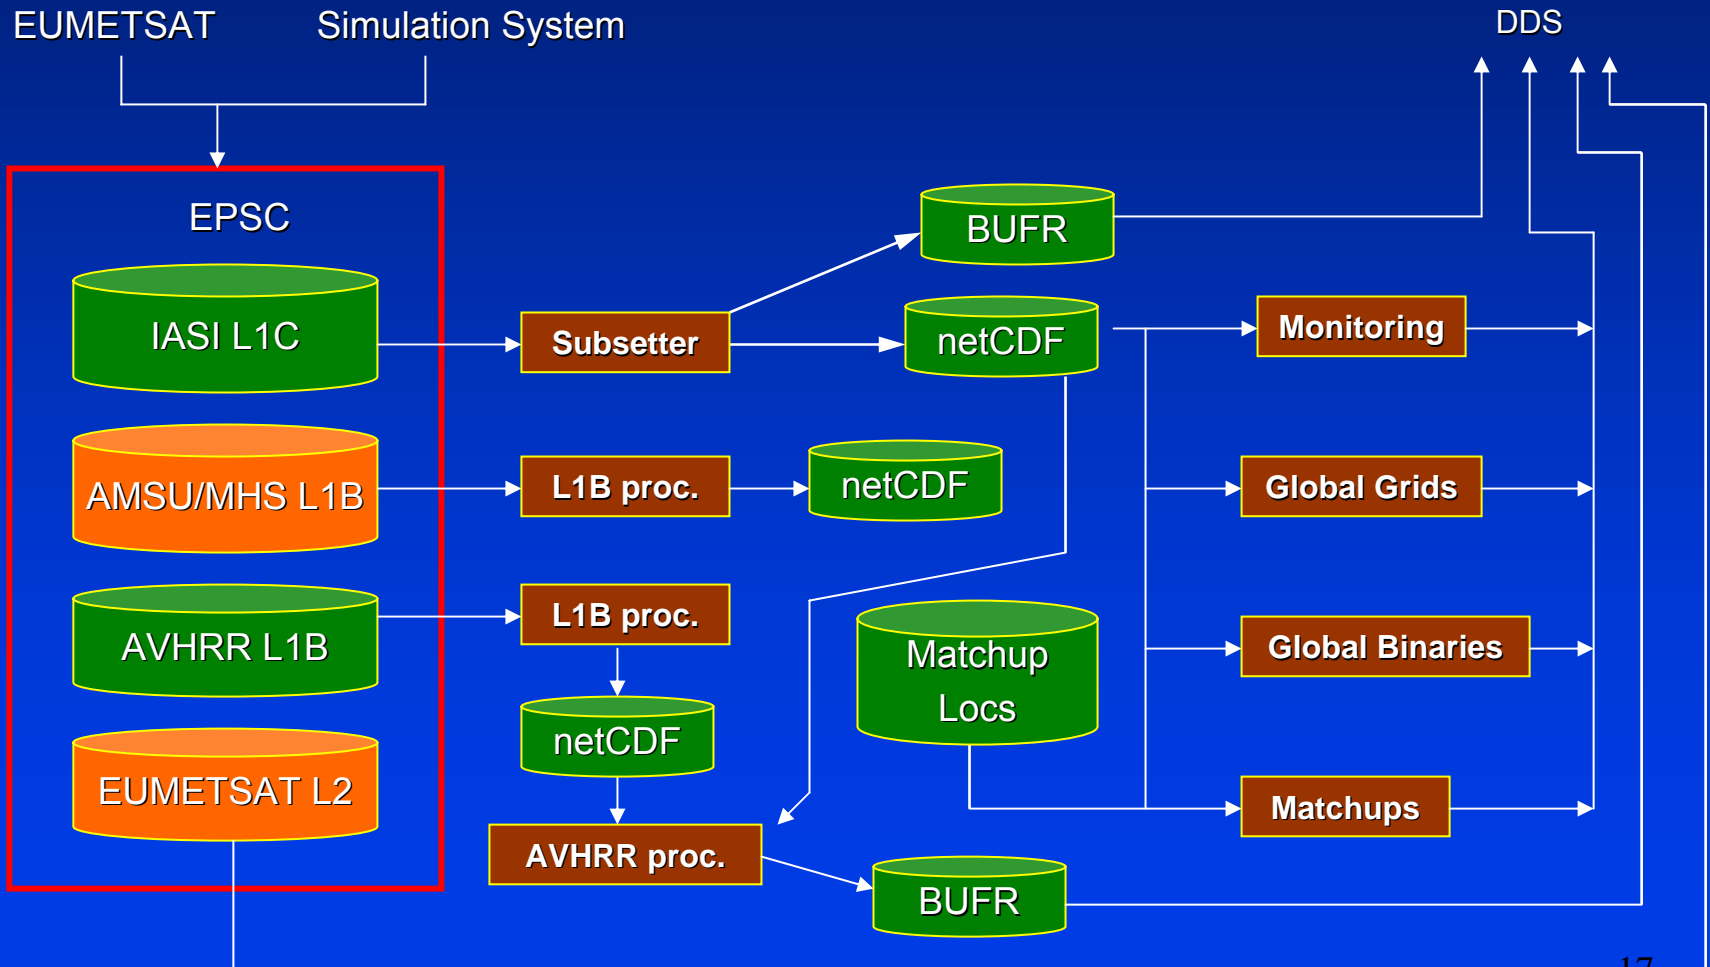 EUMETSAT
Simulation System
DDS
EPSC
BUFR
IASI L1C
Subsetter
netCDF
Monitoring
AMSU/MHS L1B
L1B proc.
netCDF
Global Grids
AVHRR L1B
L1B proc.
Matchup
Locs
Global Binaries
netCDF
EUMETSAT L2
Matchups
AVHRR proc.
BUFR
17